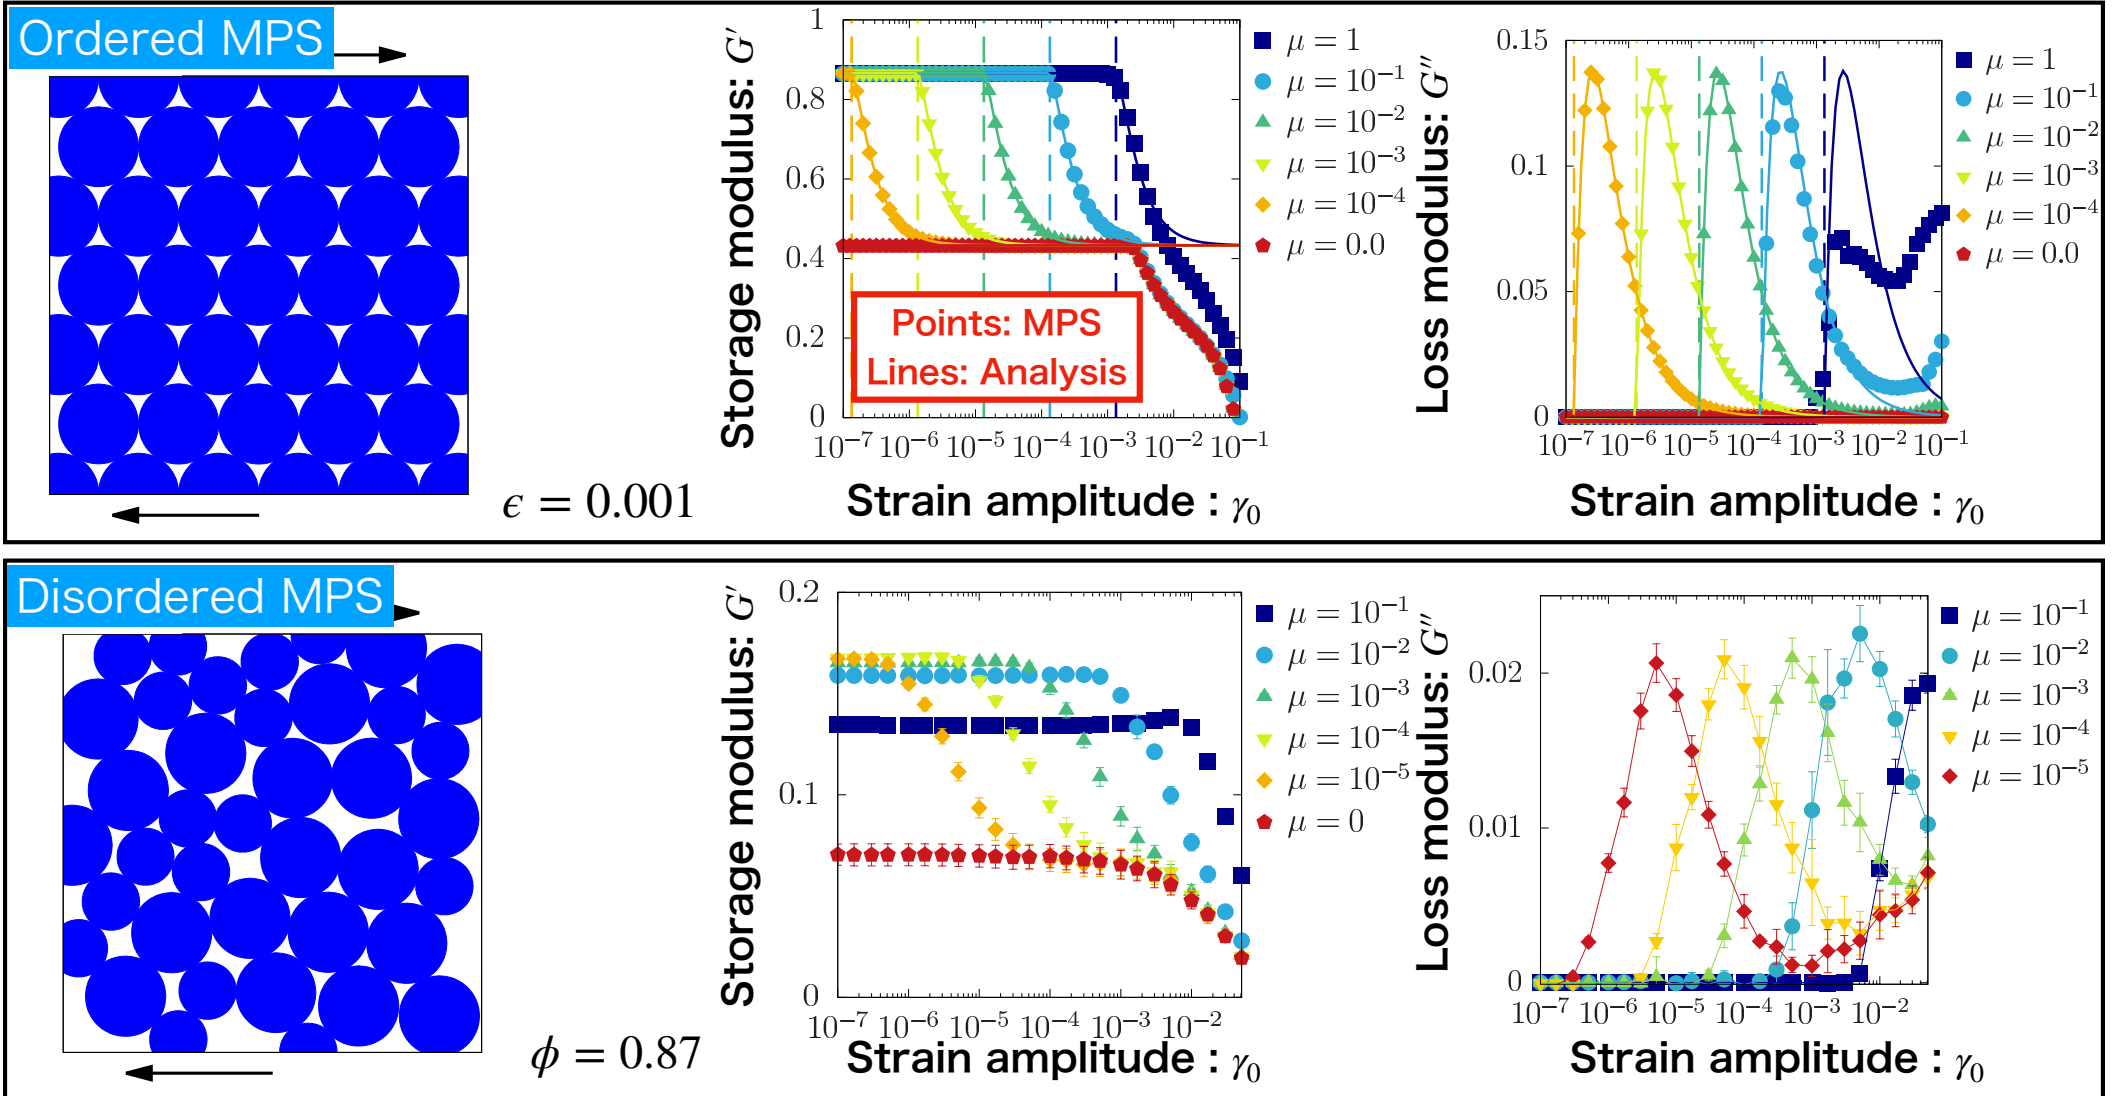 Ordered MPS
ϵ = 0.001
Storage modulus: G′
1
0.8
0.6
0.4
0.2
0
10⁻⁷ 10⁻⁶ 10⁻⁵ 10⁻⁴ 10⁻³ 10⁻² 10⁻¹
Strain amplitude : γ₀
Points: MPS
Lines: Analysis
μ = 1
μ = 10⁻¹
μ = 10⁻²
μ = 10⁻³
μ = 10⁻⁴
μ = 0.0
Loss modulus: G′′
0.15
0.1
0.05
0
10⁻⁷ 10⁻⁶ 10⁻⁵ 10⁻⁴ 10⁻³ 10⁻² 10⁻¹
Strain amplitude : γ₀
μ = 1
μ = 10⁻¹
μ = 10⁻²
μ = 10⁻³
μ = 10⁻⁴
μ = 0.0
Disordered MPS
ϕ = 0.87
Storage modulus: G′
0.2
0.1
0
10⁻⁷ 10⁻⁶ 10⁻⁵ 10⁻⁴ 10⁻³ 10⁻²
Strain amplitude : γ₀
μ = 10⁻¹
μ = 10⁻²
μ = 10⁻³
μ = 10⁻⁴
μ = 10⁻⁵
μ = 0
Loss modulus: G′′
0.02
0.01
0
10⁻⁷ 10⁻⁶ 10⁻⁵ 10⁻⁴ 10⁻³ 10⁻²
Strain amplitude : γ₀
μ = 10⁻¹
μ = 10⁻²
μ = 10⁻³
μ = 10⁻⁴
μ = 10⁻⁵